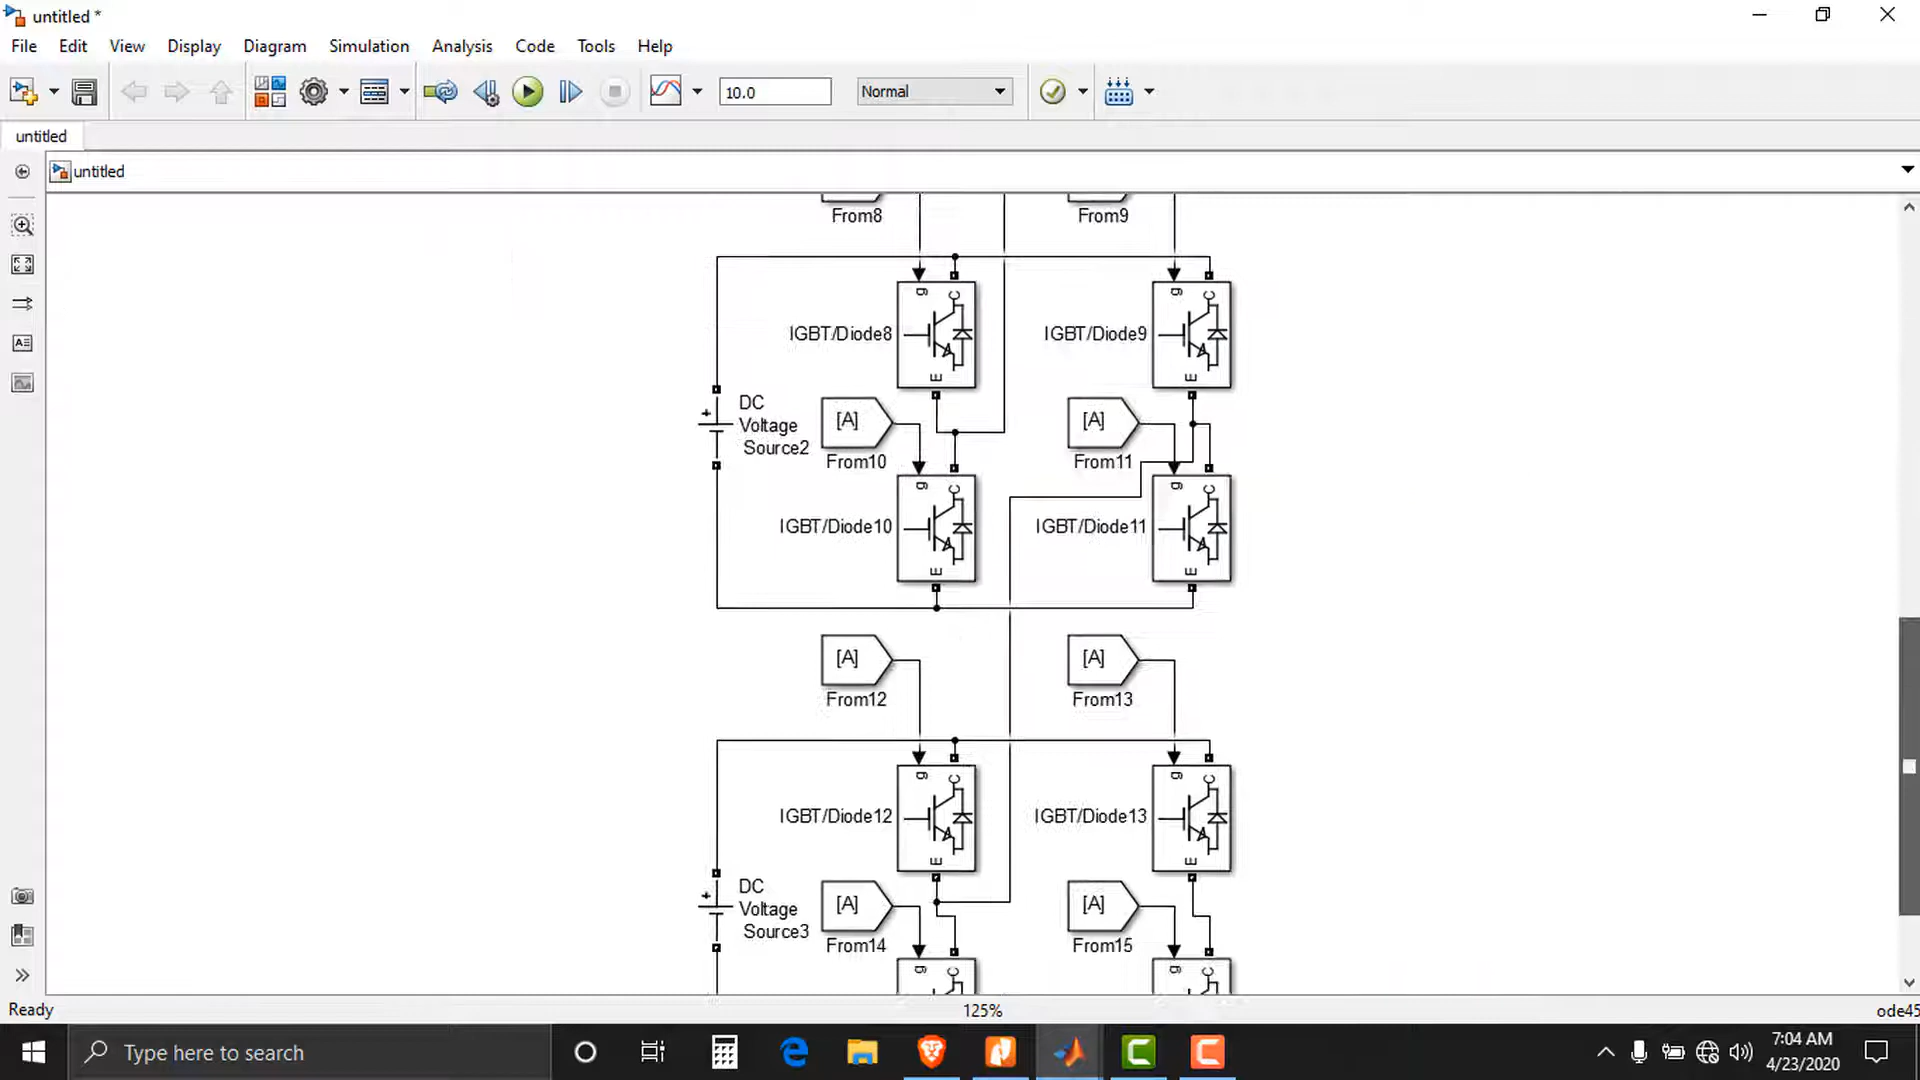 untitled *
File Edit View Display Diagram Simulation Analysis Code Tools Help
10.0 Normal
untitled
untitled
From8 From9
g C g C
IGBT/Diode8 IGBT/Diode9
E E
DC
Voltage
Source2
+
[A] [A]
From10 From11
g C g C
IGBT/Diode10 IGBT/Diode11
E E
[A] [A]
From12 From13
g C g C
IGBT/Diode12 IGBT/Diode13
E E
DC
Voltage
Source3
+
[A] [A]
From14 From15
g C g C
Ready 125% ode45
Type here to search
7:04 AM
4/23/2020